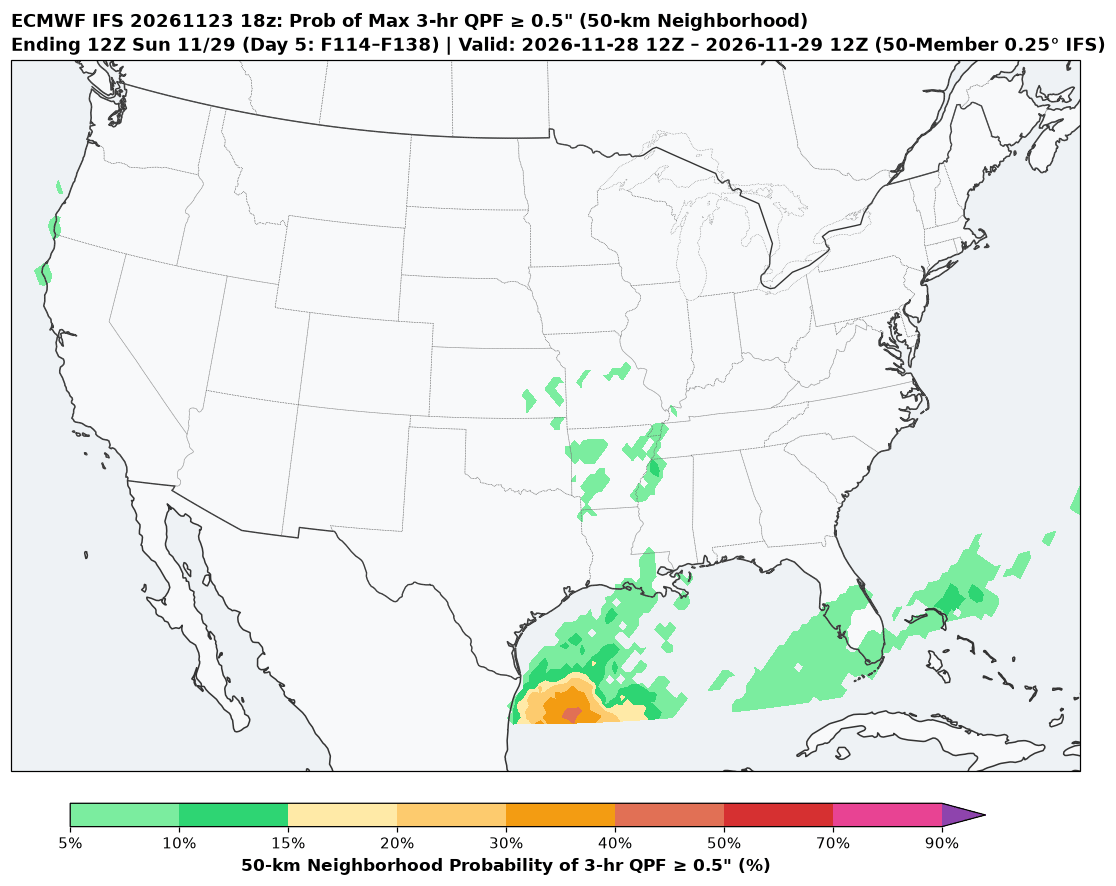 ECMWF IFS 20261123 18z: Prob of Max 3-hr QPF ≥ 0.5" (50-km Neighborhood)
Ending 12Z Sun 11/29 (Day 5: F114–F138) | Valid: 2026-11-28 12Z – 2026-11-29 12Z (50-Member 0.25° IFS)
5% 10% 15% 20% 30% 40% 50% 70% 90%
50-km Neighborhood Probability of 3-hr QPF ≥ 0.5" (%)